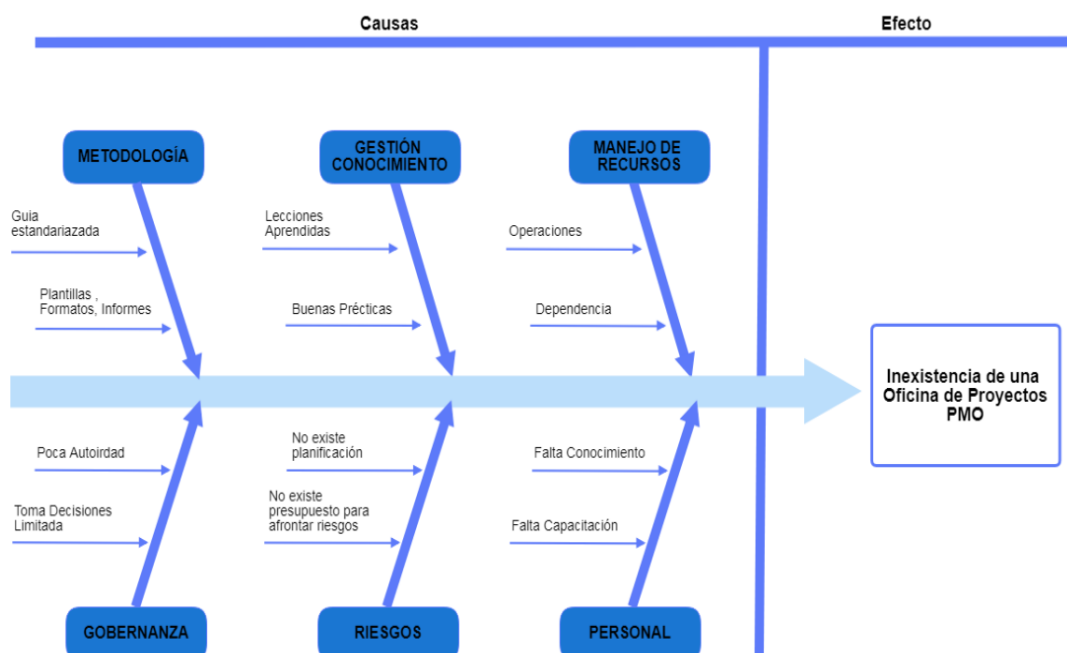 Causas
Efecto
METODOLOGÍA
GESTIÓN
CONOCIMIENTO
MANEJO DE
RECURSOS
Guia
estandariazada
Lecciones
Aprendidas
Operaciones
Plantillas ,
Formatos, Informes
Buenas Précticas
Dependencia
Inexistencia de una
Oficina de Proyectos
PMO
Poca Autoirdad
No existe
planificación
Falta Conocimiento
Toma Decisiones
Limitada
No existe
presupuesto para
afrontar riesgos
Falta Capacitación
GOBERNANZA
RIESGOS
PERSONAL